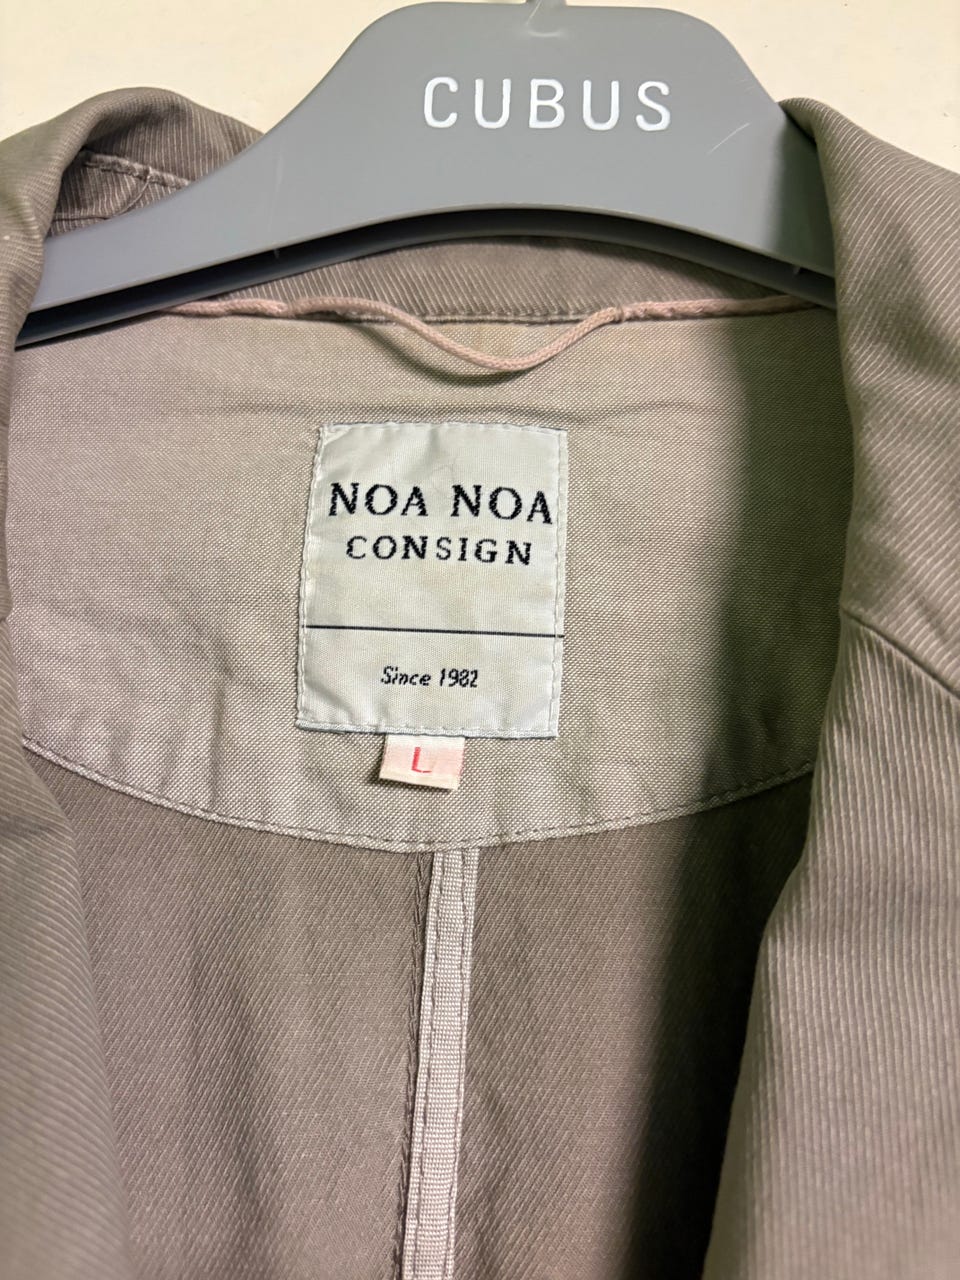 CUBUS
NOA NOA
CONSIGN
Since 1982
L